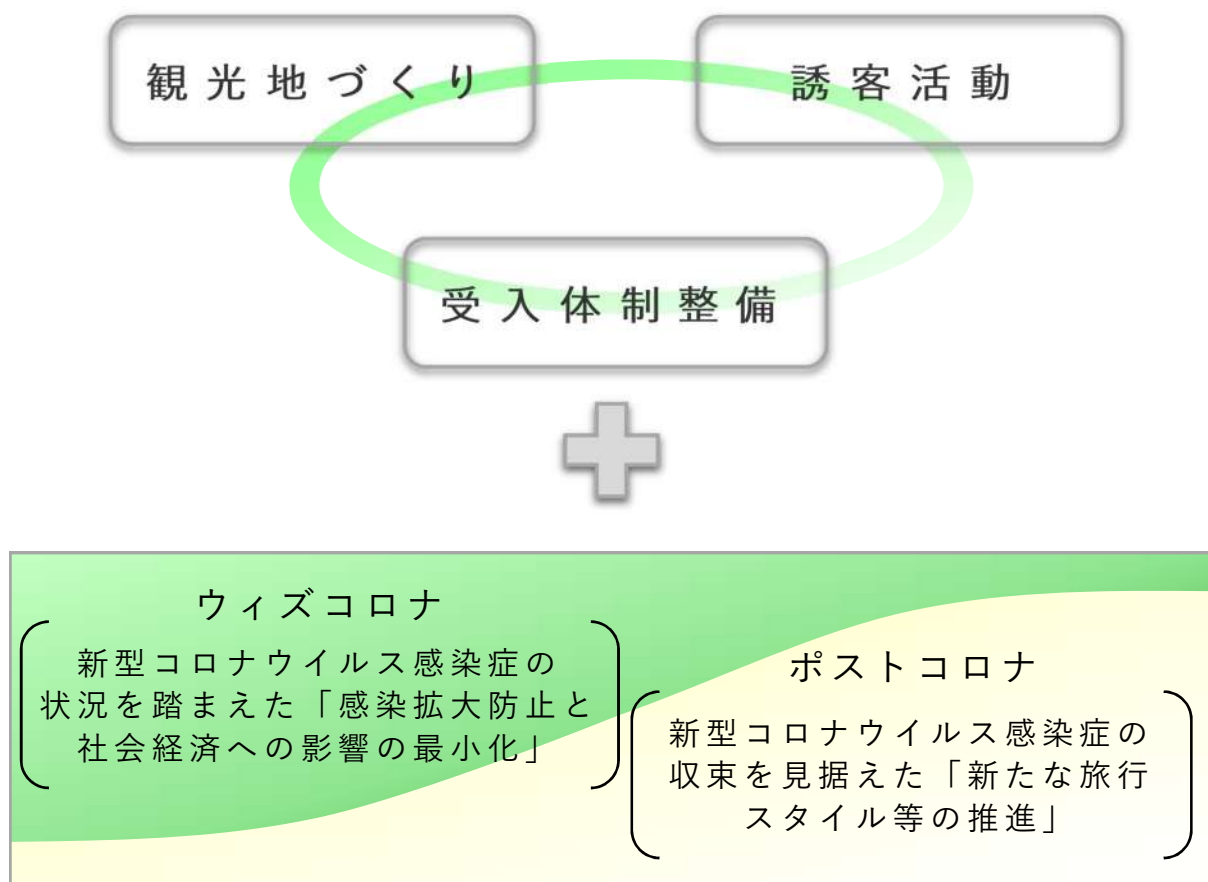 観光地づくり
誘客活動
受入体制整備
ウィズコロナ
新型コロナウイルス感染症の
状況を踏まえた「感染拡大防止と
社会経済への影響の最小化」
ポストコロナ
新型コロナウイルス感染症の
収束を見据えた「新たな旅行
スタイル等の推進」